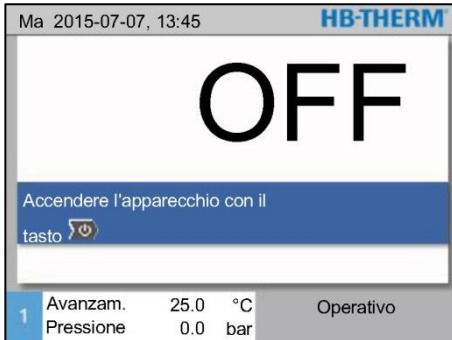 Ma 2015-07-07, 13:45 HB-THERM
OFF
Accendere l'apparecchio con il
tasto
1 Avanzam. 25.0 °C Operativo
Pressione 0.0 bar